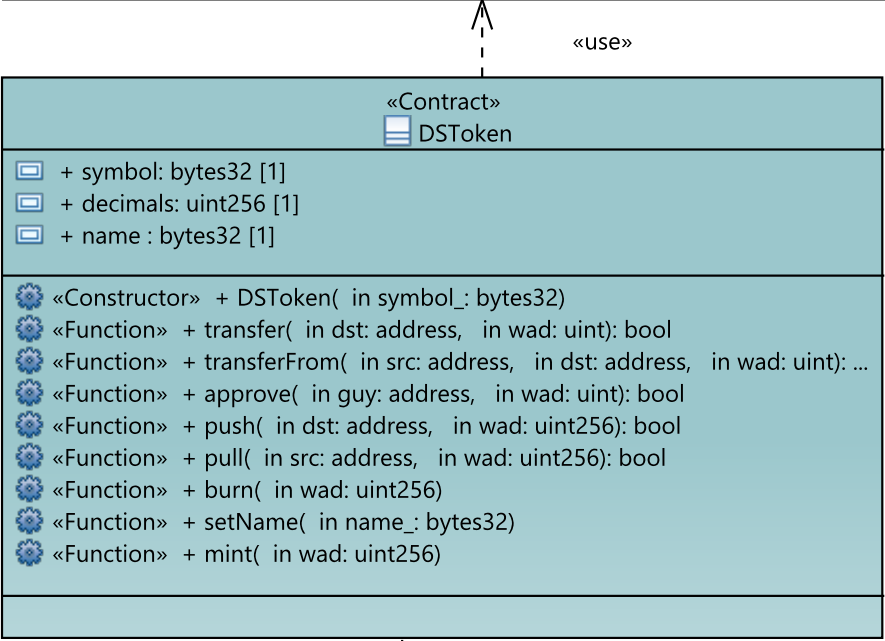 «use»
«Contract»
DSToken
+ symbol: bytes32 [1]
+ decimals: uint256 [1]
+ name : bytes32 [1]
«Constructor» + DSToken( in symbol_: bytes32)
«Function» + transfer( in dst: address, in wad: uint): bool
«Function» + transferFrom( in src: address, in dst: address, in wad: uint): ...
«Function» + approve( in guy: address, in wad: uint): bool
«Function» + push( in dst: address, in wad: uint256): bool
«Function» + pull( in src: address, in wad: uint256): bool
«Function» + burn( in wad: uint256)
«Function» + setName( in name_: bytes32)
«Function» + mint( in wad: uint256)